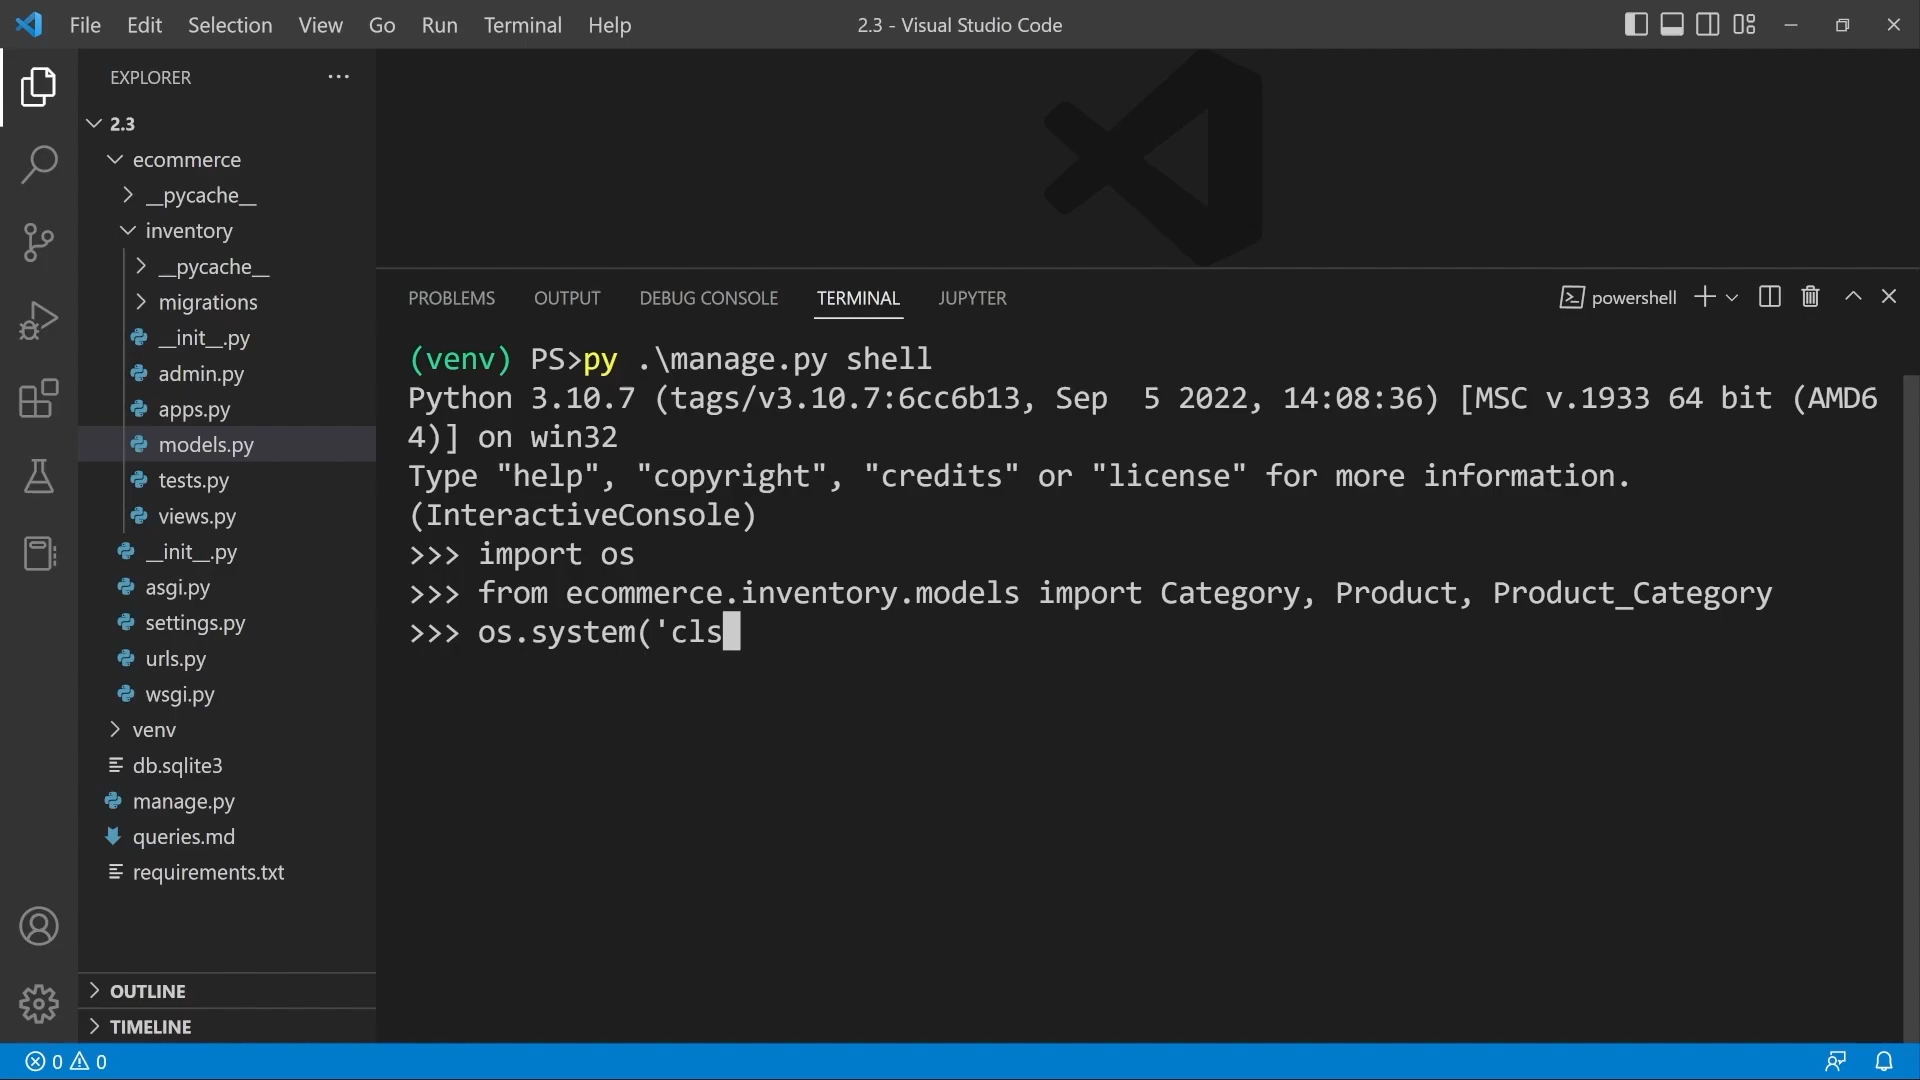 File Edit Selection View Go Run Terminal Help 2.3 - Visual Studio Code
EXPLORER
2.3
ecommerce
__pycache__
inventory
__pycache__
migrations
__init__.py
admin.py
apps.py
models.py
tests.py
views.py
__init__.py
asgi.py
settings.py
urls.py
wsgi.py
venv
db.sqlite3
manage.py
queries.md
requirements.txt
OUTLINE
TIMELINE
PROBLEMS OUTPUT DEBUG CONSOLE TERMINAL JUPYTER powershell
(venv) PS>py .\manage.py shell
Python 3.10.7 (tags/v3.10.7:6cc6b13, Sep  5 2022, 14:08:36) [MSC v.1933 64 bit (AMD6
4)] on win32
Type "help", "copyright", "credits" or "license" for more information.
(InteractiveConsole)
>>> import os
>>> from ecommerce.inventory.models import Category, Product, Product_Category
>>> os.system('cls
0 0